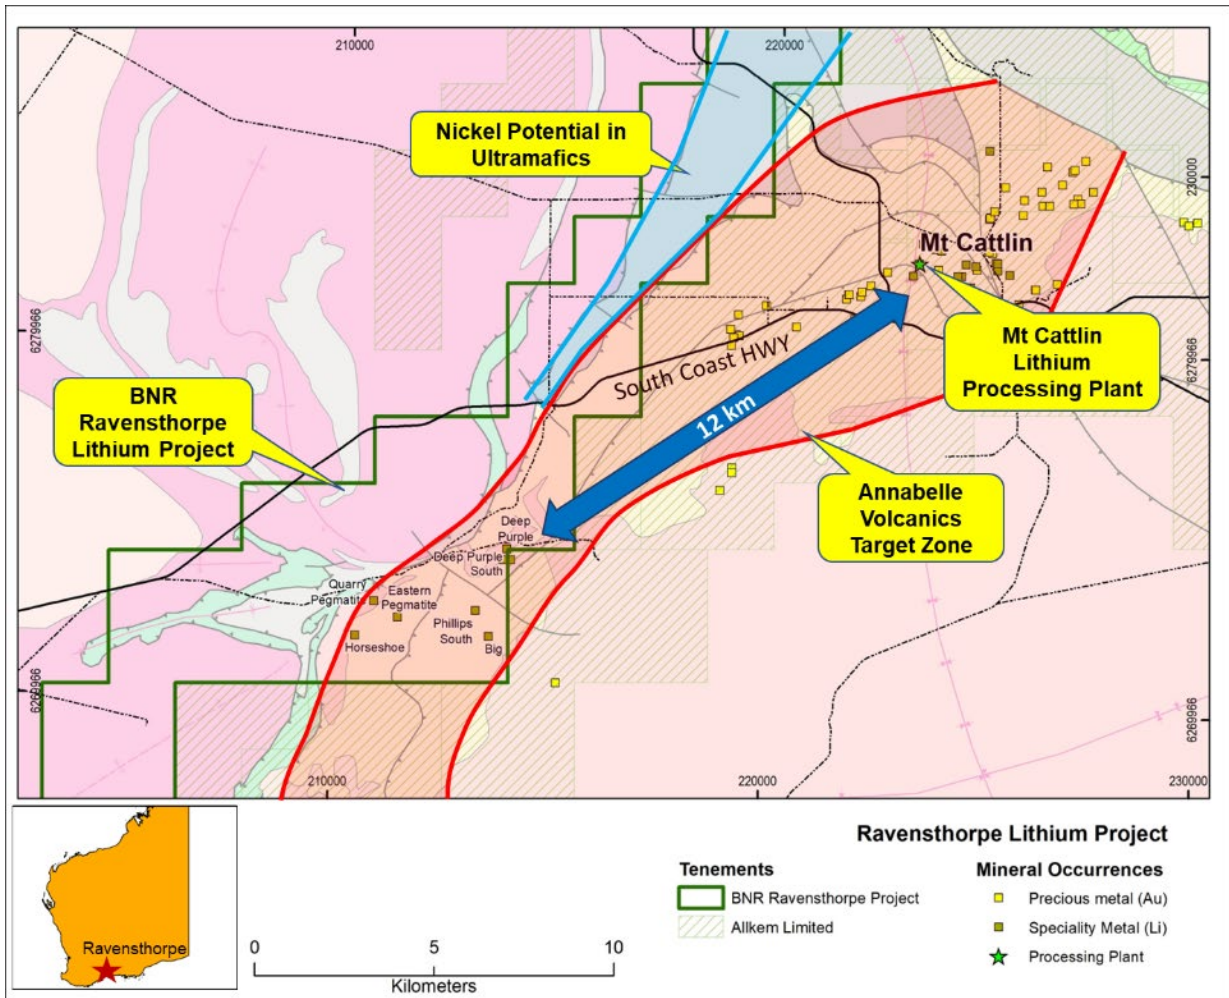 210000
220000
Nickel Potential in
Ultramafics
230000
Mt Cattlin
6279966
Mt Cattlin
Lithium
Processing Plant
6279966
South Coast HWY
12 km
BNR
Ravensthorpe
Lithium Project
Annabelle
Volcanics
Target Zone
Deep
Purple
Deep Purple
South
Quarry
Pegmatite
Eastern
Pegmatite
Phillips
South
Horseshoe
Big
6269966
6269966
210000
220000
230000
Ravensthorpe
0
5
10
Kilometers
Ravensthorpe Lithium Project
Tenements
BNR Ravensthorpe Project
Allkem Limited
Mineral Occurrences
Precious metal (Au)
Speciality Metal (Li)
Processing Plant